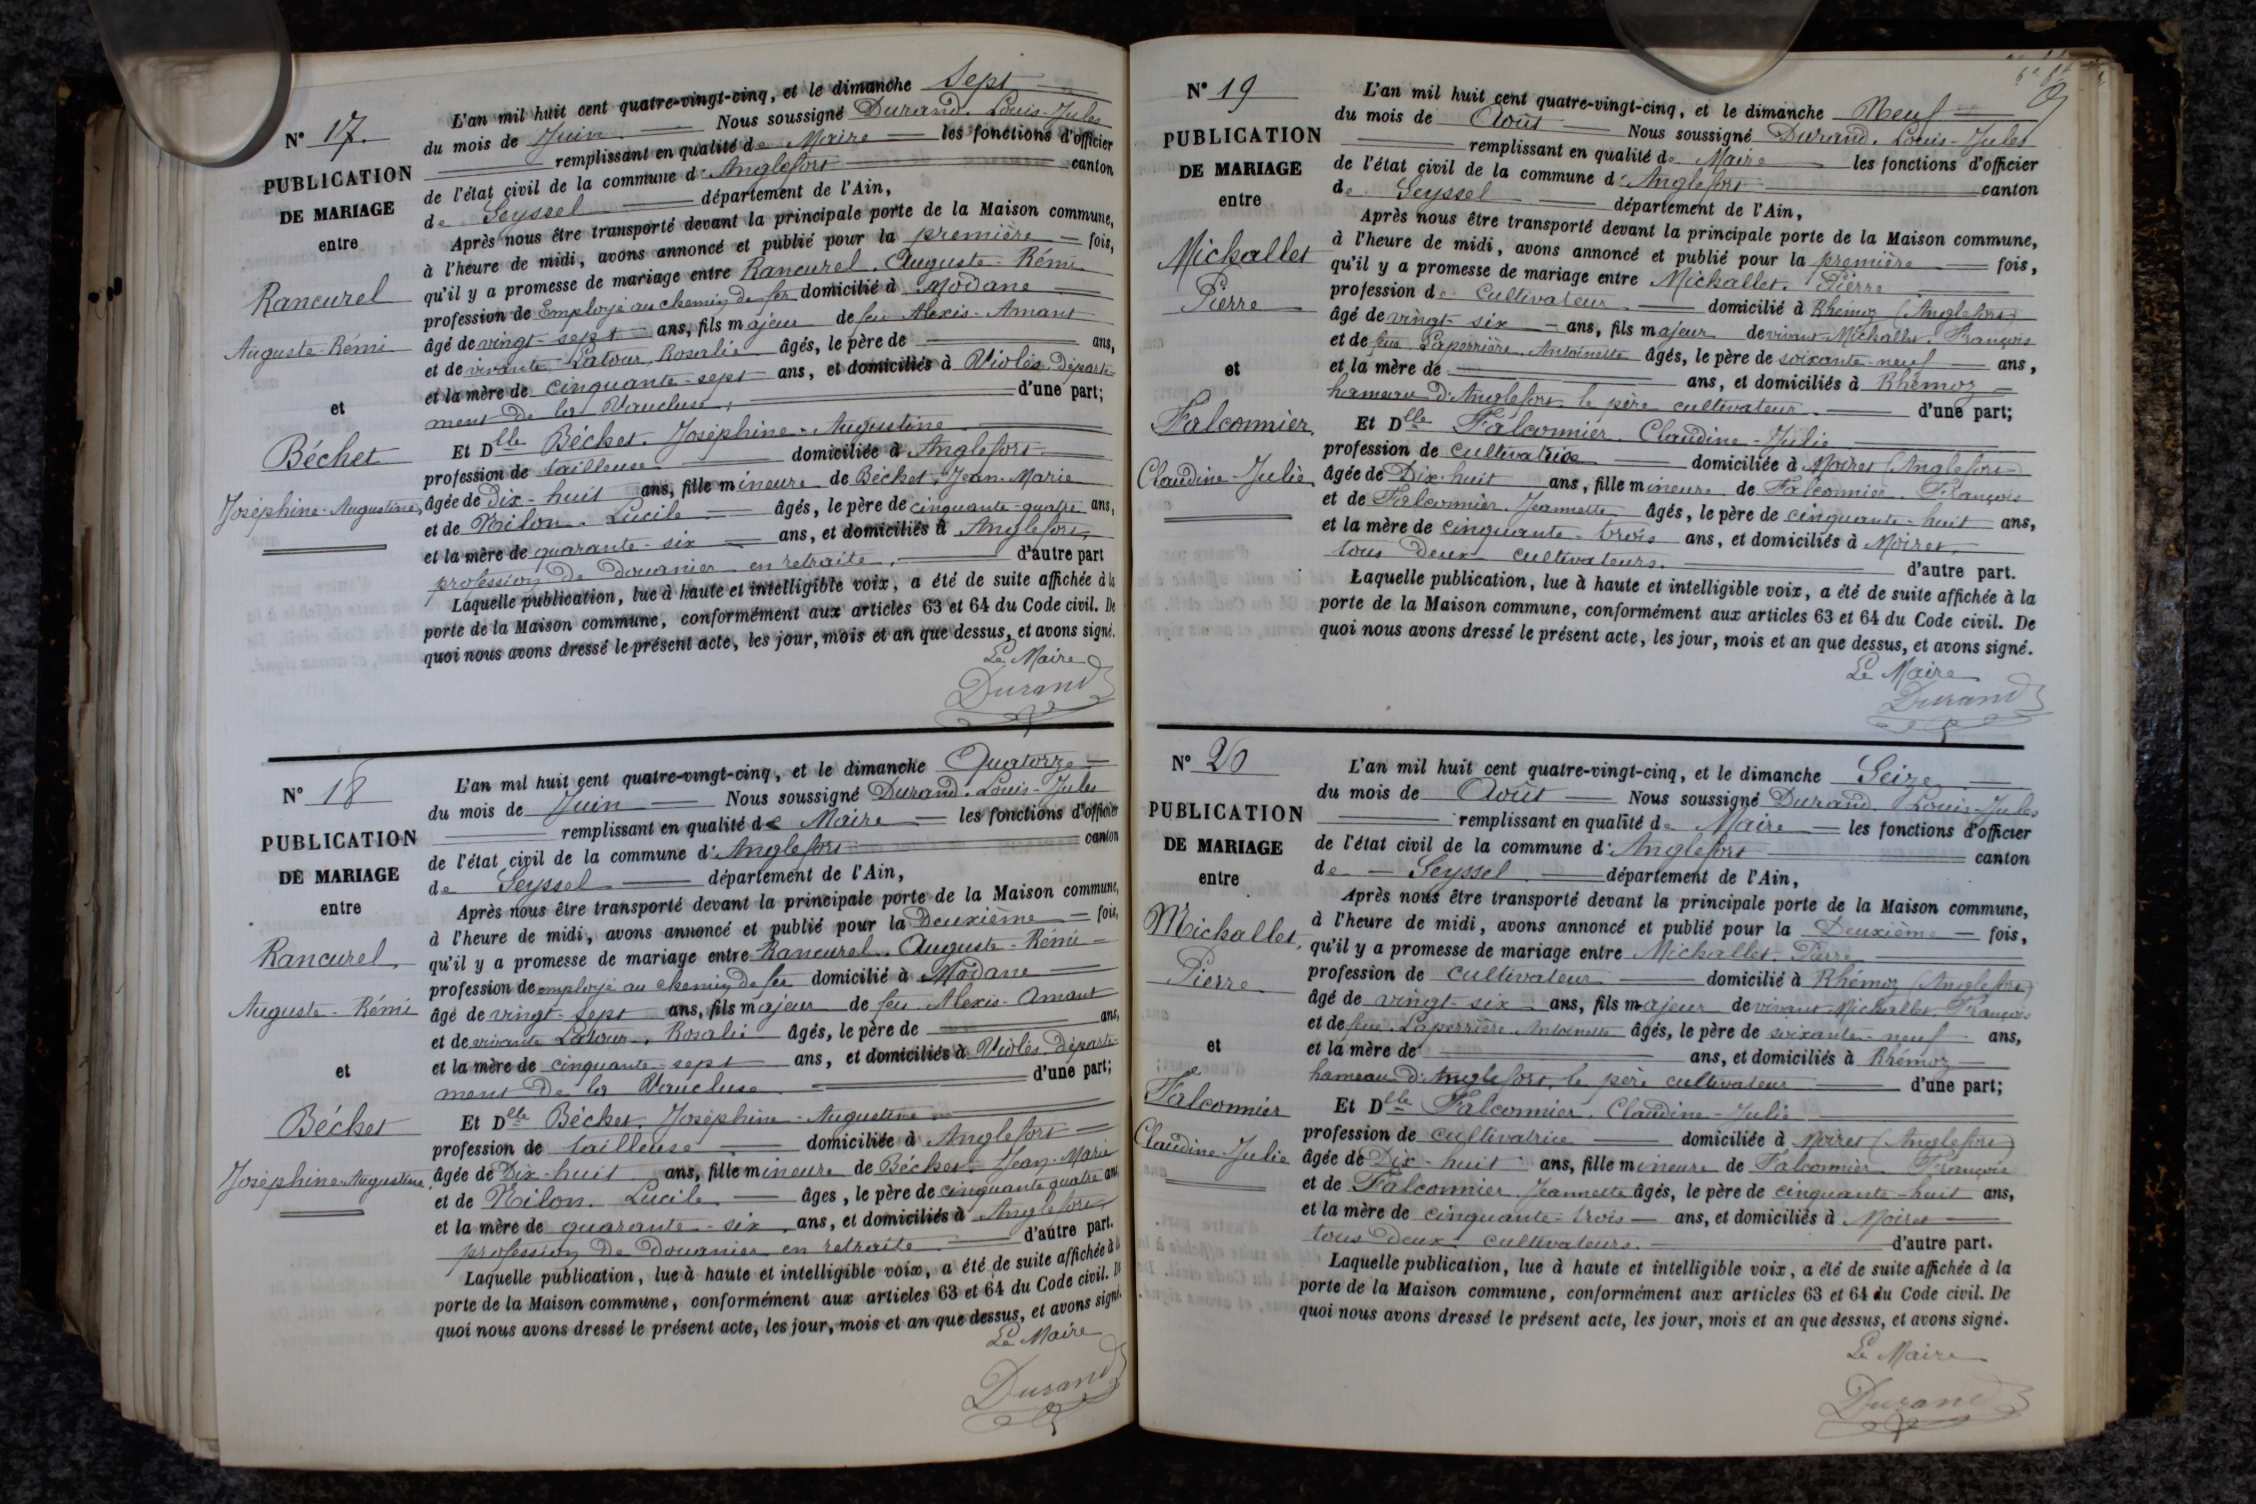 N° 17.
PUBLICATION
DE MARIAGE
entre
Rancurel
Auguste-Rémi
et
Béchet
Joséphine-Augustine
L'an mil huit cent quatre-vingt-cinq, et le dimanche Sept
du mois de Juin Nous soussigné Durand. Louis-Jules
remplissant en qualité de Maire les fonctions d'officier
de l'état civil de la commune d'Anglefort canton
de Seyssel département de l'Ain,
Après nous être transporté devant la principale porte de la Maison commune,
à l'heure de midi, avons annoncé et publié pour la première fois,
qu'il y a promesse de mariage entre Rancurel. Auguste-Rémi
profession de Employé au chemin de fer domicilié à Modane
âgé de vingt-sept ans, fils majeur de feu Alexis-Amant
et de vivante Latour, Rosalie âgés, le père de ans,
et la mère de cinquante-sept ans, et domiciliés à Violès, départe-
ment de la Vaucluse, d'une part;
Et Dlle Béchet. Joséphine-Augustine
profession de tailleuse domiciliée à Anglefort
âgée de Dix-huit ans, fille mineure de Béchet, Jean-Marie
et de Milon. Lucile âgés, le père de cinquante-quatre ans,
et la mère de quarante-six ans, et domiciliés à Anglefort,
profession de douanier en retraite, d'autre part
Laquelle publication, lue à haute et intelligible voix, a été de suite affichée à la
porte de la Maison commune, conformément aux articles 63 et 64 du Code civil. De
quoi nous avons dressé le présent acte, les jour, mois et an que dessus, et avons signé.
Le Maire
Durand
N° 18
PUBLICATION
DE MARIAGE
entre
Rancurel,
Auguste-Rémi
et
Béchet
Joséphine-Augustine.
L'an mil huit cent quatre-vingt-cinq, et le dimanche Quatorze
du mois de Juin Nous soussigné Durand. Louis-Jules
remplissant en qualité de Maire les fonctions d'officier
de l'état civil de la commune d'Anglefort canton
de Seyssel département de l'Ain,
Après nous être transporté devant la principale porte de la Maison commune,
à l'heure de midi, avons annoncé et publié pour la Deuxième fois,
qu'il y a promesse de mariage entre Rancurel. Auguste-Rémi
profession de employé au chemin de fer domicilié à Modane
âgé de vingt-sept ans, fils majeur de feu Alexis-Amant
et de vivante Latour, Rosalie âgés, le père de ans,
et la mère de cinquante-sept ans, et domiciliés à Violès, départe-
ment de la Vaucluse d'une part;
Et Dlle Béchet. Joséphine-Augustine
profession de tailleuse domiciliée à Anglefort
âgée de Dix-huit ans, fille mineure de Béchet. Jean-Marie
et de Milon. Lucile âgés, le père de cinquante quatre ans
et la mère de quarante-six ans, et domiciliés à Anglefort,
profession de douanier en retraite d'autre part.
Laquelle publication, lue à haute et intelligible voix, a été de suite affichée à la
porte de la Maison commune, conformément aux articles 63 et 64 du Code civil. De
quoi nous avons dressé le présent acte, les jour, mois et an que dessus, et avons signé.
Le Maire
Durand
N° 19
PUBLICATION
DE MARIAGE
entre
Michallet
Pierre
et
Falconnier.
Claudine-Julie
L'an mil huit cent quatre-vingt-cinq, et le dimanche Neuf
du mois de Août Nous soussigné Durand. Louis-Jules
remplissant en qualité de Maire les fonctions d'officier
de l'état civil de la commune d'Anglefort canton
de Seyssel département de l'Ain,
Après nous être transporté devant la principale porte de la Maison commune,
à l'heure de midi, avons annoncé et publié pour la première fois,
qu'il y a promesse de mariage entre Michallet. Pierre
profession de cultivateur domicilié à Rhémoz (Anglefort)
âgé de vingt-six ans, fils majeur de vivant Michallet. François
et de feue Laperrière, Antoinette âgés, le père de soixante-neuf ans,
et la mère de ans, et domiciliés à Rhémoz
hameau d'Anglefort. le père cultivateur. d'une part;
Et Dlle Falconnier. Claudine-Julie
profession de cultivatrice domiciliée à Moiret (Anglefort)
âgée de Dix-huit ans, fille mineure de Falconnier. François
et de Falconnier. Jeannette âgés, le père de cinquante-huit ans,
et la mère de cinquante-trois ans, et domiciliés à Moiret,
tous deux cultivateurs. d'autre part.
Laquelle publication, lue à haute et intelligible voix, a été de suite affichée à la
porte de la Maison commune, conformément aux articles 63 et 64 du Code civil. De
quoi nous avons dressé le présent acte, les jour, mois et an que dessus, et avons signé.
Le Maire
Durand
N° 20
PUBLICATION
DE MARIAGE
entre
Michallet,
Pierre
et
Falconnier
Claudine-Julie
L'an mil huit cent quatre-vingt-cinq, et le dimanche Seize
du mois de Août Nous soussigné Durand. Louis-Jules
remplissant en qualité de Maire les fonctions d'officier
de l'état civil de la commune d'Anglefort canton
de Seyssel département de l'Ain,
Après nous être transporté devant la principale porte de la Maison commune,
à l'heure de midi, avons annoncé et publié pour la Deuxième fois,
qu'il y a promesse de mariage entre Michallet. Pierre
profession de cultivateur domicilié à Rhémoz (Anglefort)
âgé de vingt-six ans, fils majeur de vivant Michallet. François
et de feue. Laperrière Antoinette âgés, le père de soixante-neuf ans,
et la mère de ans, et domiciliés à Rhémoz
hameau d'Anglefort, le père cultivateur d'une part;
Et Dlle Falconnier. Claudine-Julie
profession de cultivatrice domiciliée à Moiret (Anglefort)
âgée de Dix-huit ans, fille mineure de Falconnier François
et de Falconnier Jeannette âgés, le père de cinquante-huit ans,
et la mère de cinquante-trois ans, et domiciliés à Moiret
tous deux cultivateurs. d'autre part.
Laquelle publication, lue à haute et intelligible voix, a été de suite affichée à la
porte de la Maison commune, conformément aux articles 63 et 64 du Code civil. De
quoi nous avons dressé le présent acte, les jour, mois et an que dessus, et avons signé.
Le Maire
Durand